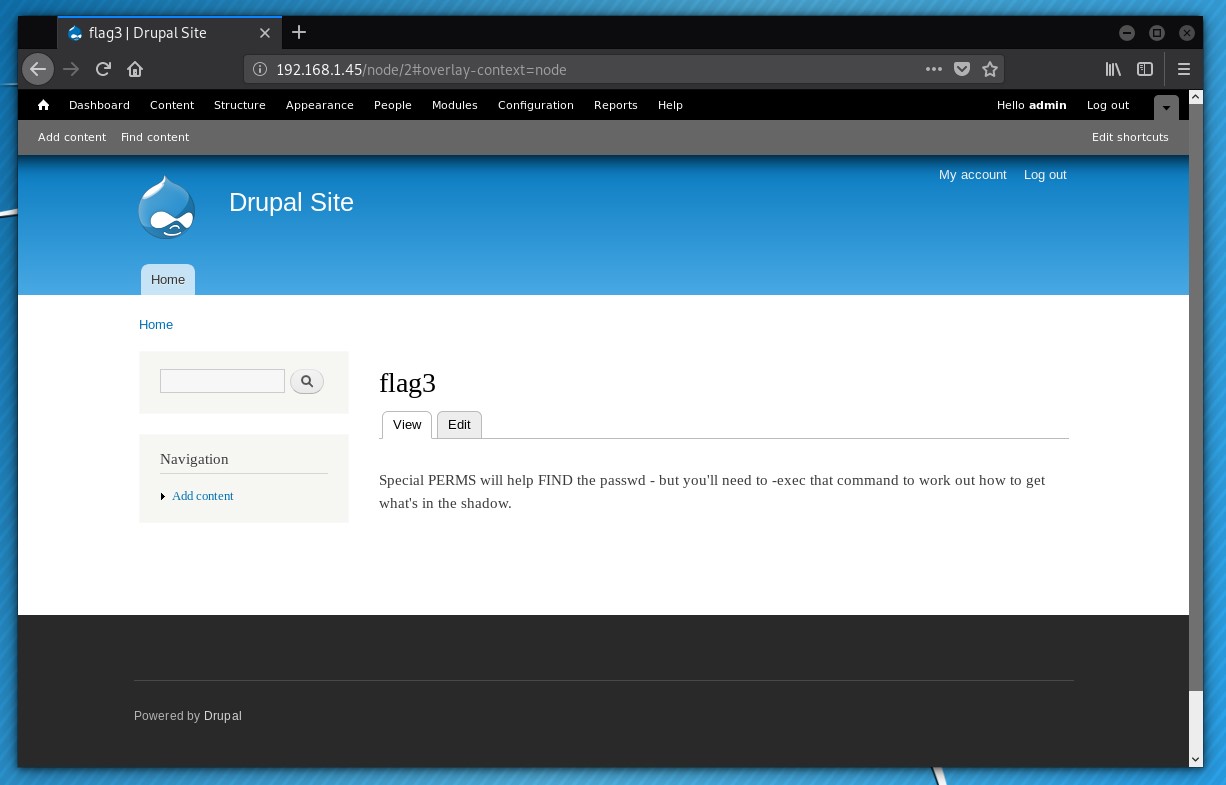 flag3 | Drupal Site
192.168.1.45/node/2#overlay-context=node
Dashboard Content Structure Appearance People Modules Configuration Reports Help Hello admin Log out
Add content Find content Edit shortcuts
My account Log out
Drupal Site
Home
Home
flag3
View Edit
Navigation
Add content
Special PERMS will help FIND the passwd - but you'll need to -exec that command to work out how to get
what's in the shadow.
Powered by Drupal